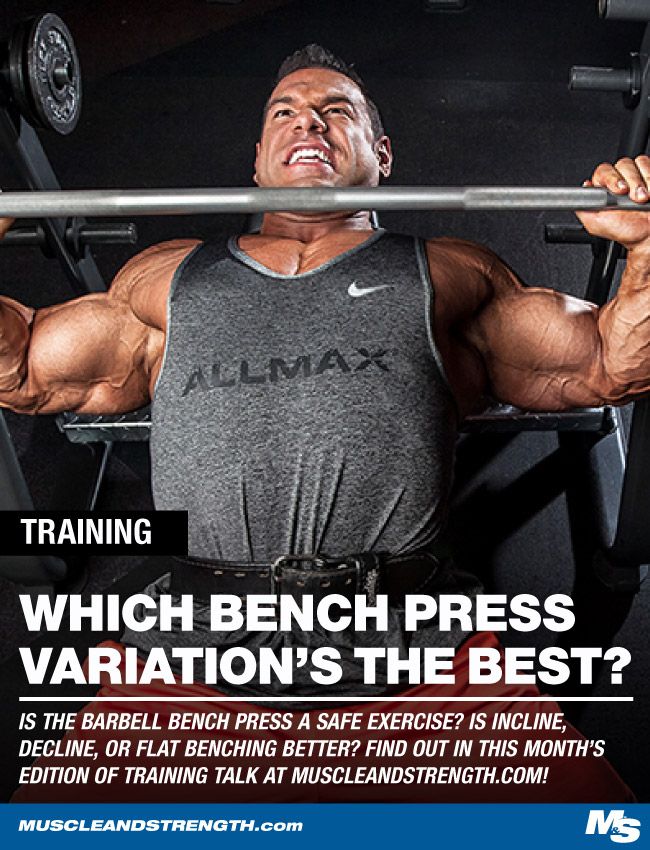 ALLMAX
TRAINING
WHICH BENCH PRESS
VARIATION'S THE BEST?
IS THE BARBELL BENCH PRESS A SAFE EXERCISE? IS INCLINE,
DECLINE, OR FLAT BENCHING BETTER? FIND OUT IN THIS MONTH'S
EDITION OF TRAINING TALK AT MUSCLEANDSTRENGTH.COM!
MUSCLEANDSTRENGTH.com
M&S